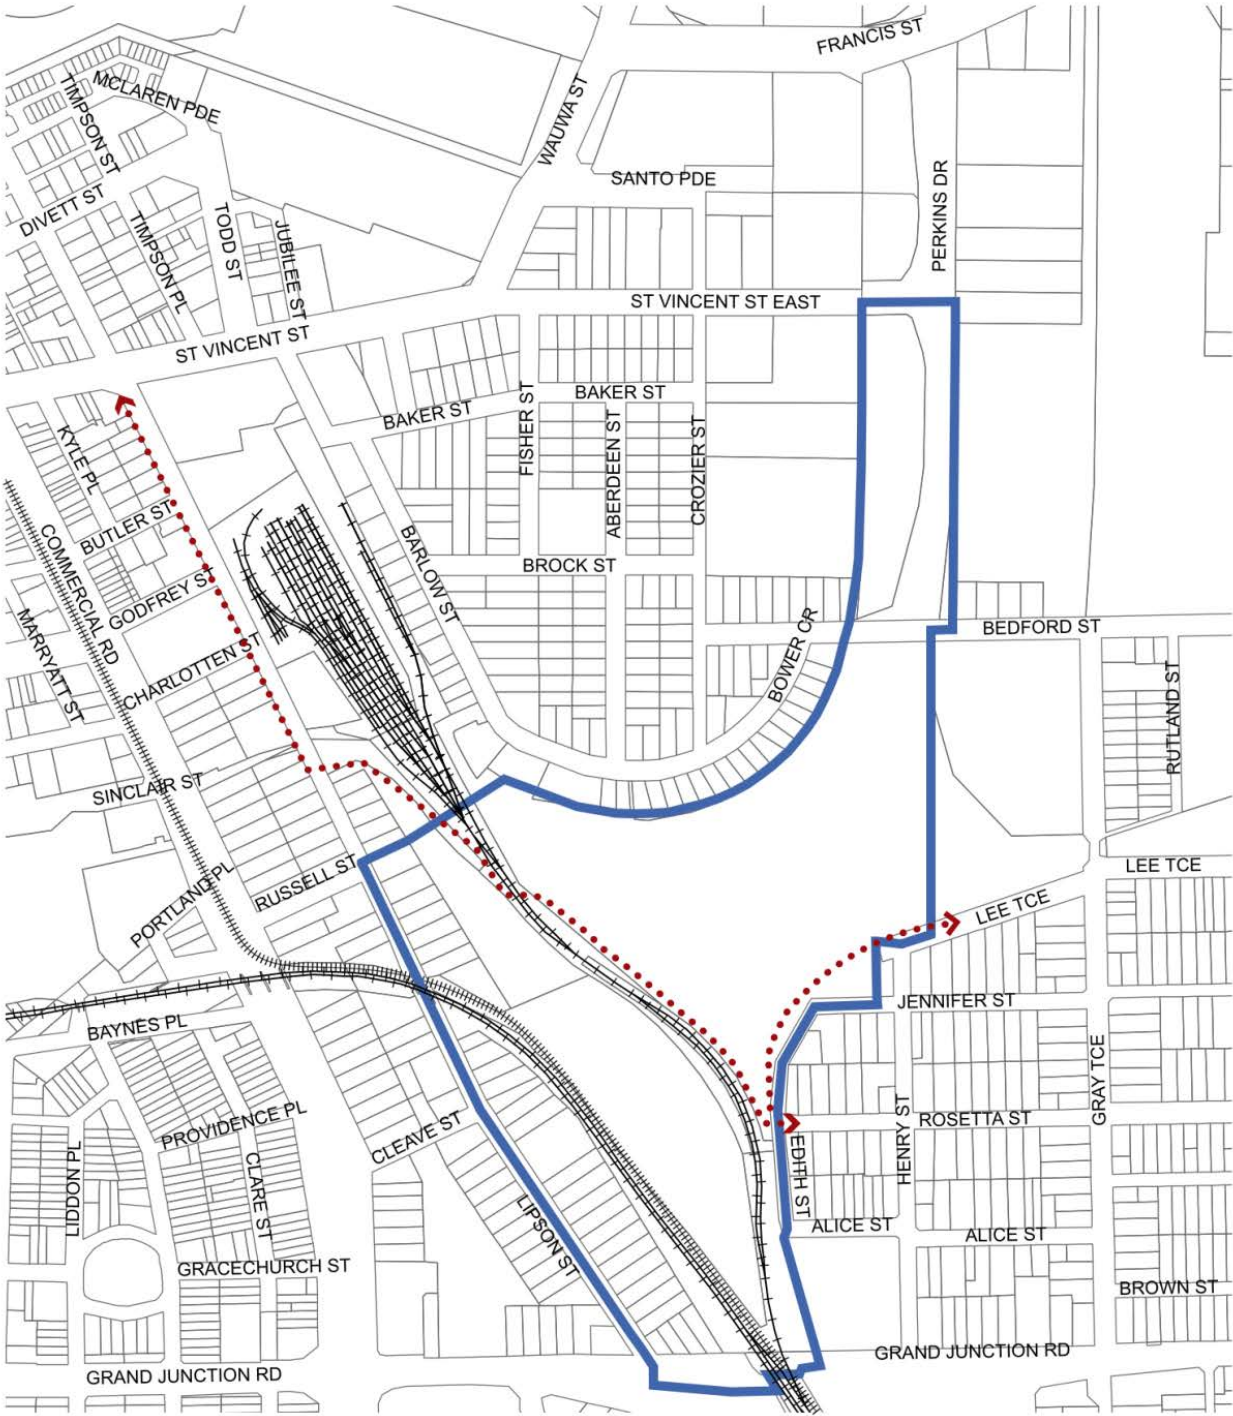 FRANCIS ST
MCLAREN PDE
TIMPSON ST
WAUWA ST
SANTO PDE
DIVETT ST
TIMPSON PL
TODD ST
JUBILEE ST
PERKINS DR
ST VINCENT ST EAST
ST VINCENT ST
BAKER ST
BAKER ST
FISHER ST
ABERDEEN ST
CROZIER ST
KYLE PL
BUTLER ST
COMMERCIAL RD
BARLOW ST
BROCK ST
GODFREY S
MARRYATT ST
CHARLOTTEN ST
BOWER CR
BEDFORD ST
RUTLAND ST
SINCLAIR ST
PORTLAND PL
RUSSELL ST
LEE TCE
LEE TCE
BAYNES PL
JENNIFER ST
GRAY TCE
PROVIDENCE PL
CLEAVE ST
ROSETTA ST
HENRY ST
EDITH ST
LIDDON PL
CLARE ST
LIPSON ST
ALICE ST
ALICE ST
GRACECHURCH ST
BROWN ST
GRAND JUNCTION RD
GRAND JUNCTION RD